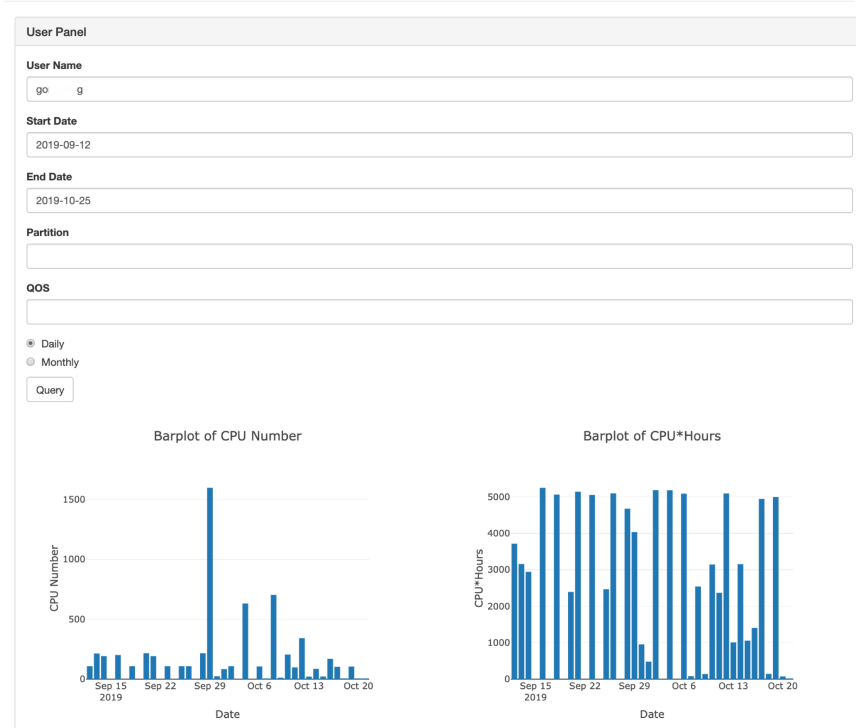 User Panel
User Name
Start Date
2019-09-12
End Date
2019-10-25
Partition
QOS
Daily
Monthly
Query
Barplot of CPU Number
1500
1000
500
0
CPU Number
Sep 15
2019
Sep 22
Sep 29
Oct 6
Oct 13
Oct 20
Date
Barplot of CPU*Hours
5000
4000
3000
2000
1000
0
CPU*Hours
Sep 15
2019
Sep 22
Sep 29
Oct 6
Oct 13
Oct 20
Date